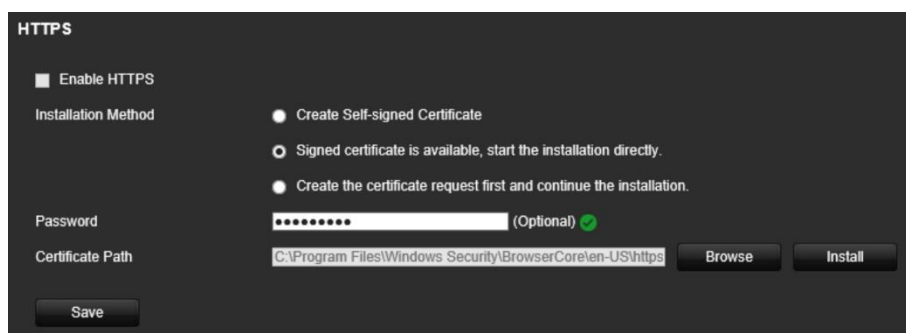 HTTPS
Enable HTTPS
Installation Method
Create Self-signed Certificate
Signed certificate is available, start the installation directly.
Create the certificate request first and continue the installation.
Password ••••••••• (Optional)
Certificate Path C:\Program Files\Windows Security\BrowserCore\en-US\https Browse Install
Save